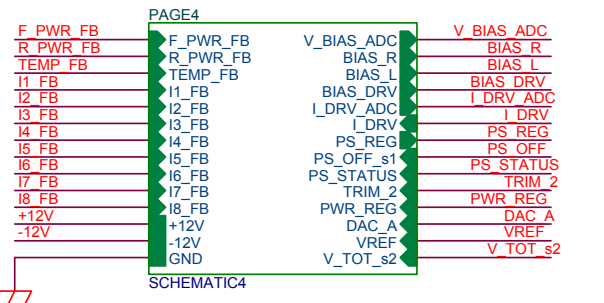 PAGE4
F_PWR_FB F_PWR_FB V_BIAS_ADC V_BIAS_ADC
R_PWR_FB R_PWR_FB BIAS_R BIAS_R
TEMP_FB TEMP_FB BIAS_L BIAS_L
I1_FB I1_FB BIAS_DRV BIAS DRV
I2_FB I2_FB I_DRV_ADC I_DRV_ADC
I3_FB I3_FB I_DRV I_DRV
I4_FB I4_FB PS_REG PS_REG
I5_FB I5_FB PS_OFF_s1 PS_OFF
I6_FB I6_FB PS_STATUS PS_STATUS
I7_FB I7_FB TRIM_2 TRIM_2
I8_FB I8_FB PWR_REG PWR_REG
+12V +12V DAC_A DAC_A
-12V -12V VREF VREF
GND V_TOT_s2 V_TOT_s2
SCHEMATIC4